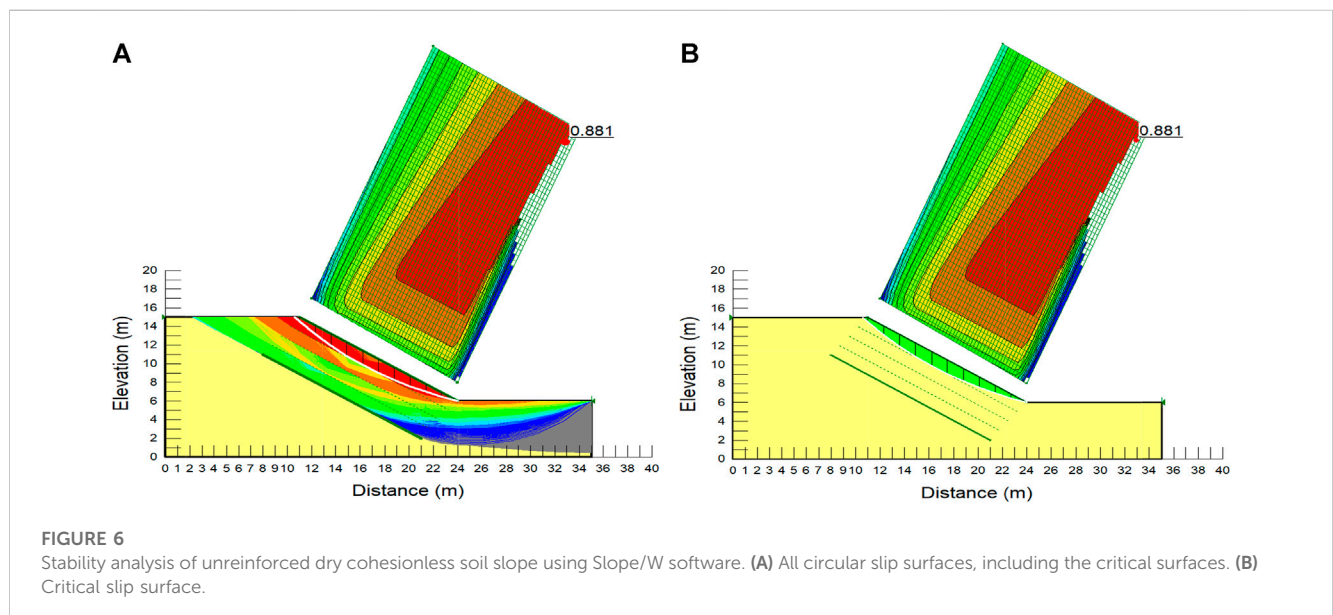 A
B
0.881
0.881
20
18
16
14
12
10
8
6
4
2
0
Elevation (m)
0 1 2 3 4 5 6 7 8 9 10 12 14 16 18 20 22 24 26 28 30 32 34 36 38 40
Distance (m)
20
18
16
14
12
10
8
6
4
2
0
Elevation (m)
0 1 2 3 4 5 6 7 8 9 10 12 14 16 18 20 22 24 26 28 30 32 34 36 38 40
Distance (m)
FIGURE 6
Stability analysis of unreinforced dry cohesionless soil slope using Slope/W software. (A) All circular slip surfaces, including the critical surfaces. (B)
Critical slip surface.